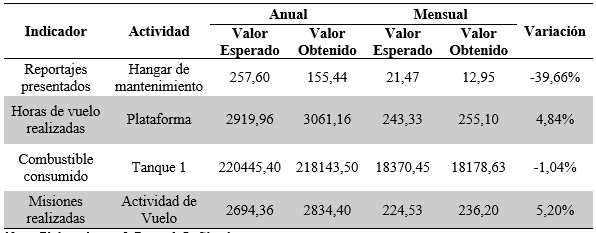 Anual Mensual
Indicador Actividad Valor Esperado Valor Obtenido Valor Esperado Valor Obtenido Variación
Reportajes presentados Hangar de mantenimiento 257,60 155,44 21,47 12,95 -39,66%
Horas de vuelo realizadas Plataforma 2919,96 3061,16 243,33 255,10 4,84%
Combustible consumido Tanque 1 220445,40 218143,50 18370,45 18178,63 -1,04%
Misiones realizadas Actividad de Vuelo 2694,36 2834,40 224,53 236,20 5,20%